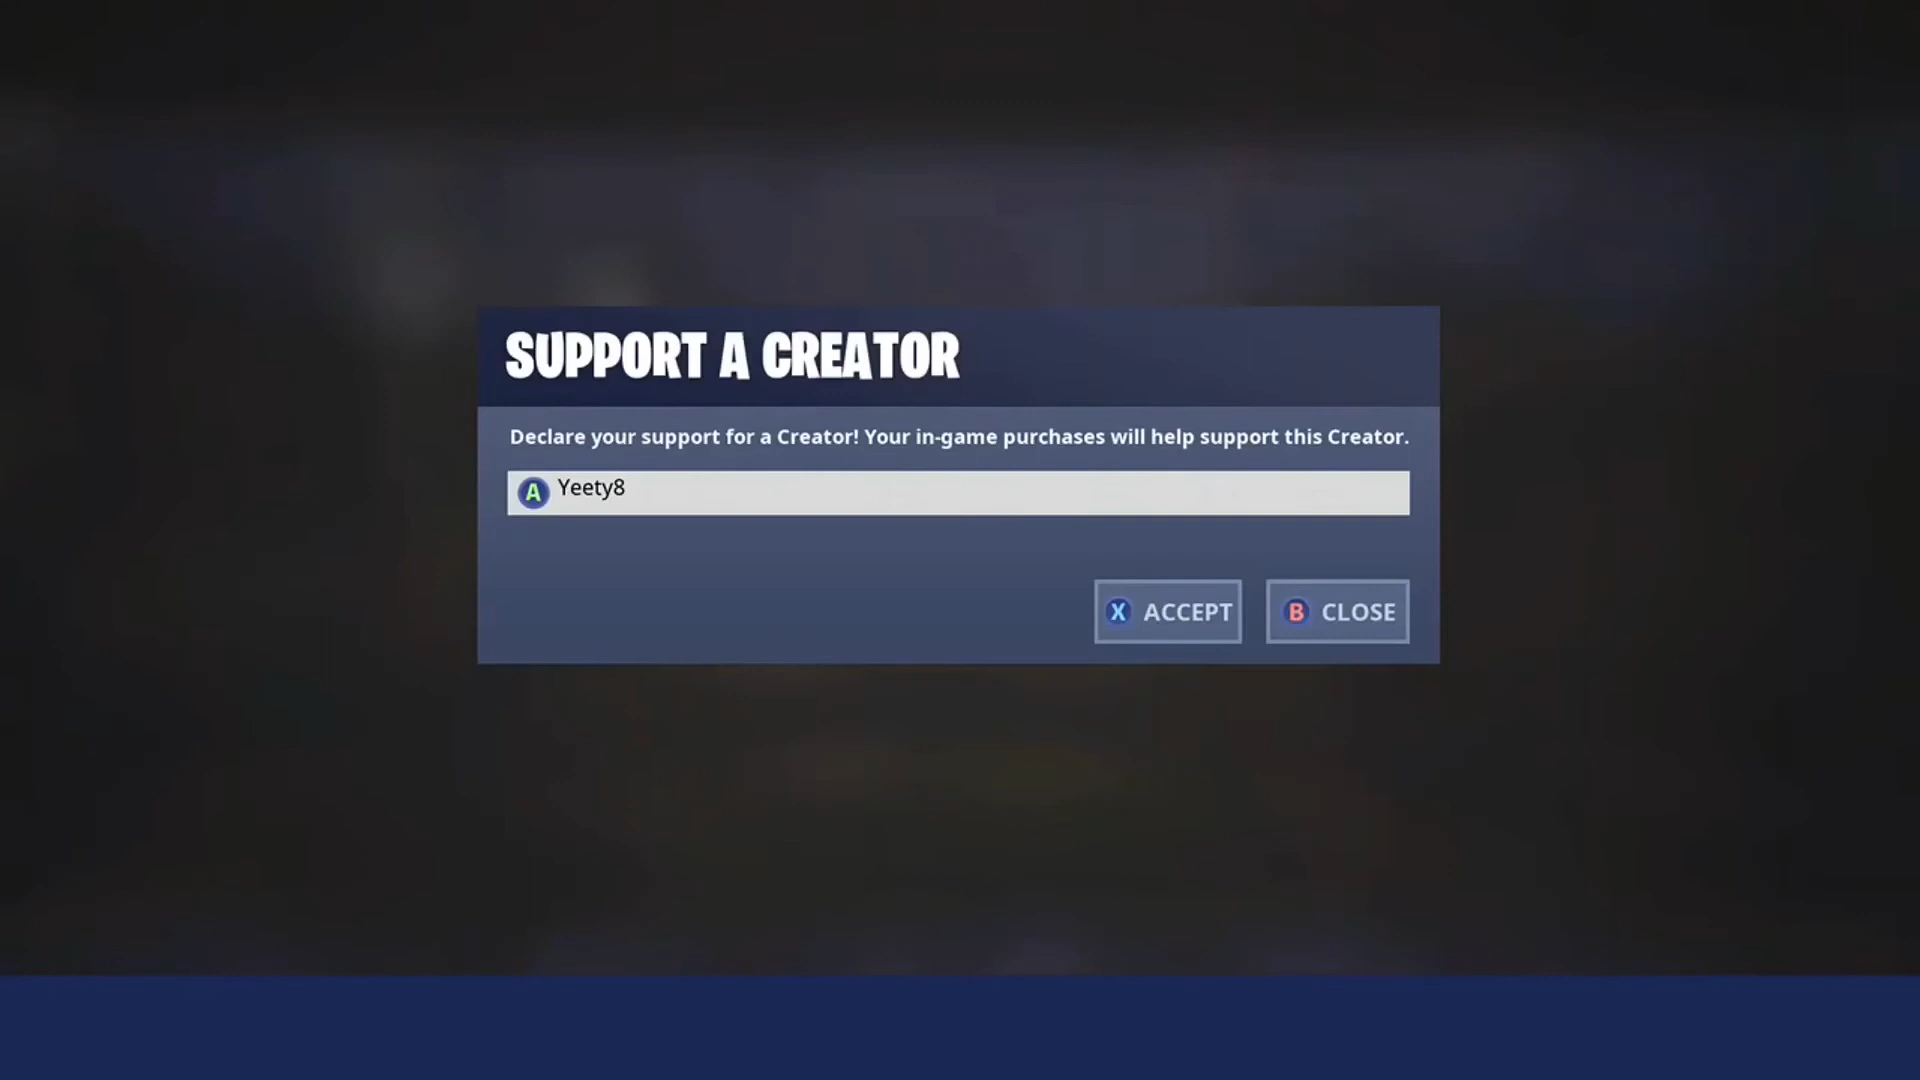 SUPPORT A CREATOR
Declare your support for a Creator! Your in-game purchases will help support this Creator.
A Yeety8
X ACCEPT B CLOSE